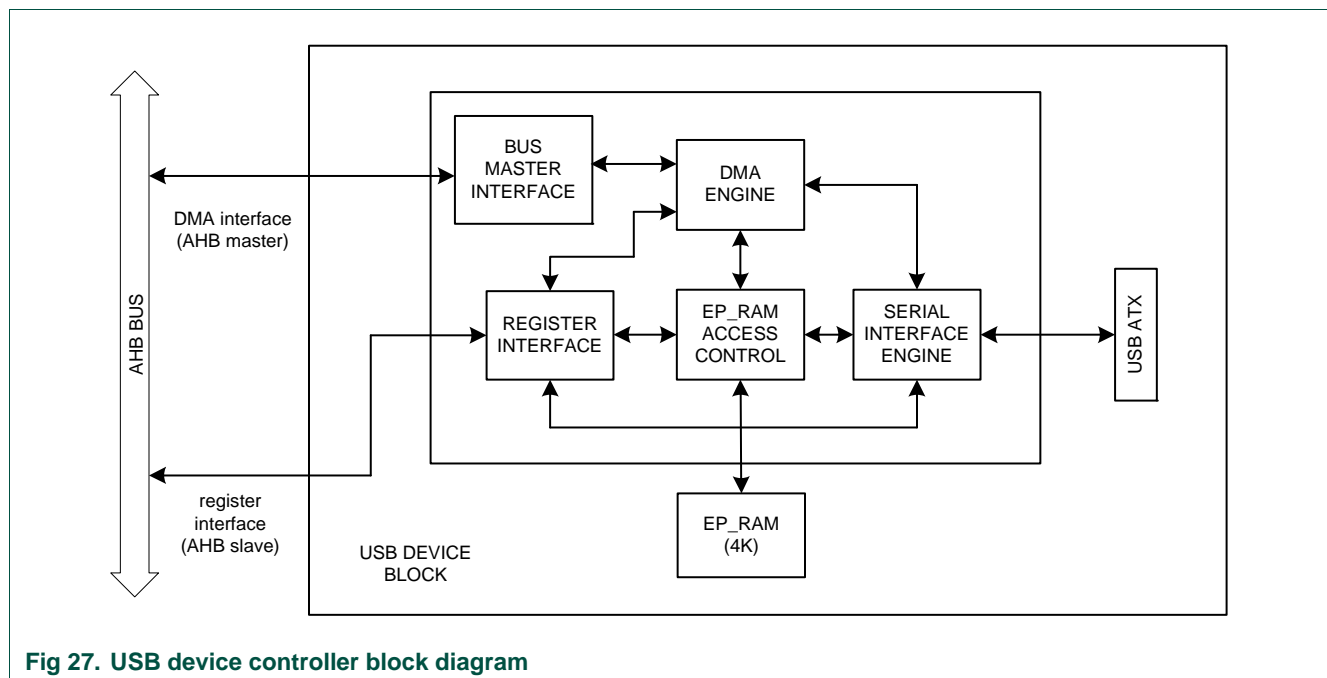 BUS
MASTER
INTERFACE
DMA
ENGINE
DMA interface
(AHB master)
AHB BUS
REGISTER
INTERFACE
EP_RAM
ACCESS
CONTROL
SERIAL
INTERFACE
ENGINE
USB ATX
register
interface
(AHB slave)
USB DEVICE
BLOCK
EP_RAM
(4K)
Fig 27. USB device controller block diagram